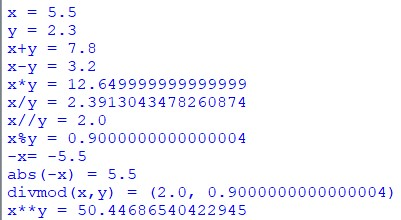 x = 5.5
y = 2.3
x+y = 7.8
x-y = 3.2
x*y = 12.649999999999999
x/y = 2.3913043478260874
x//y = 2.0
x%y = 0.9000000000000004
-x= -5.5
abs(-x) = 5.5
divmod(x,y) = (2.0, 0.9000000000000004)
x**y = 50.44686540422945